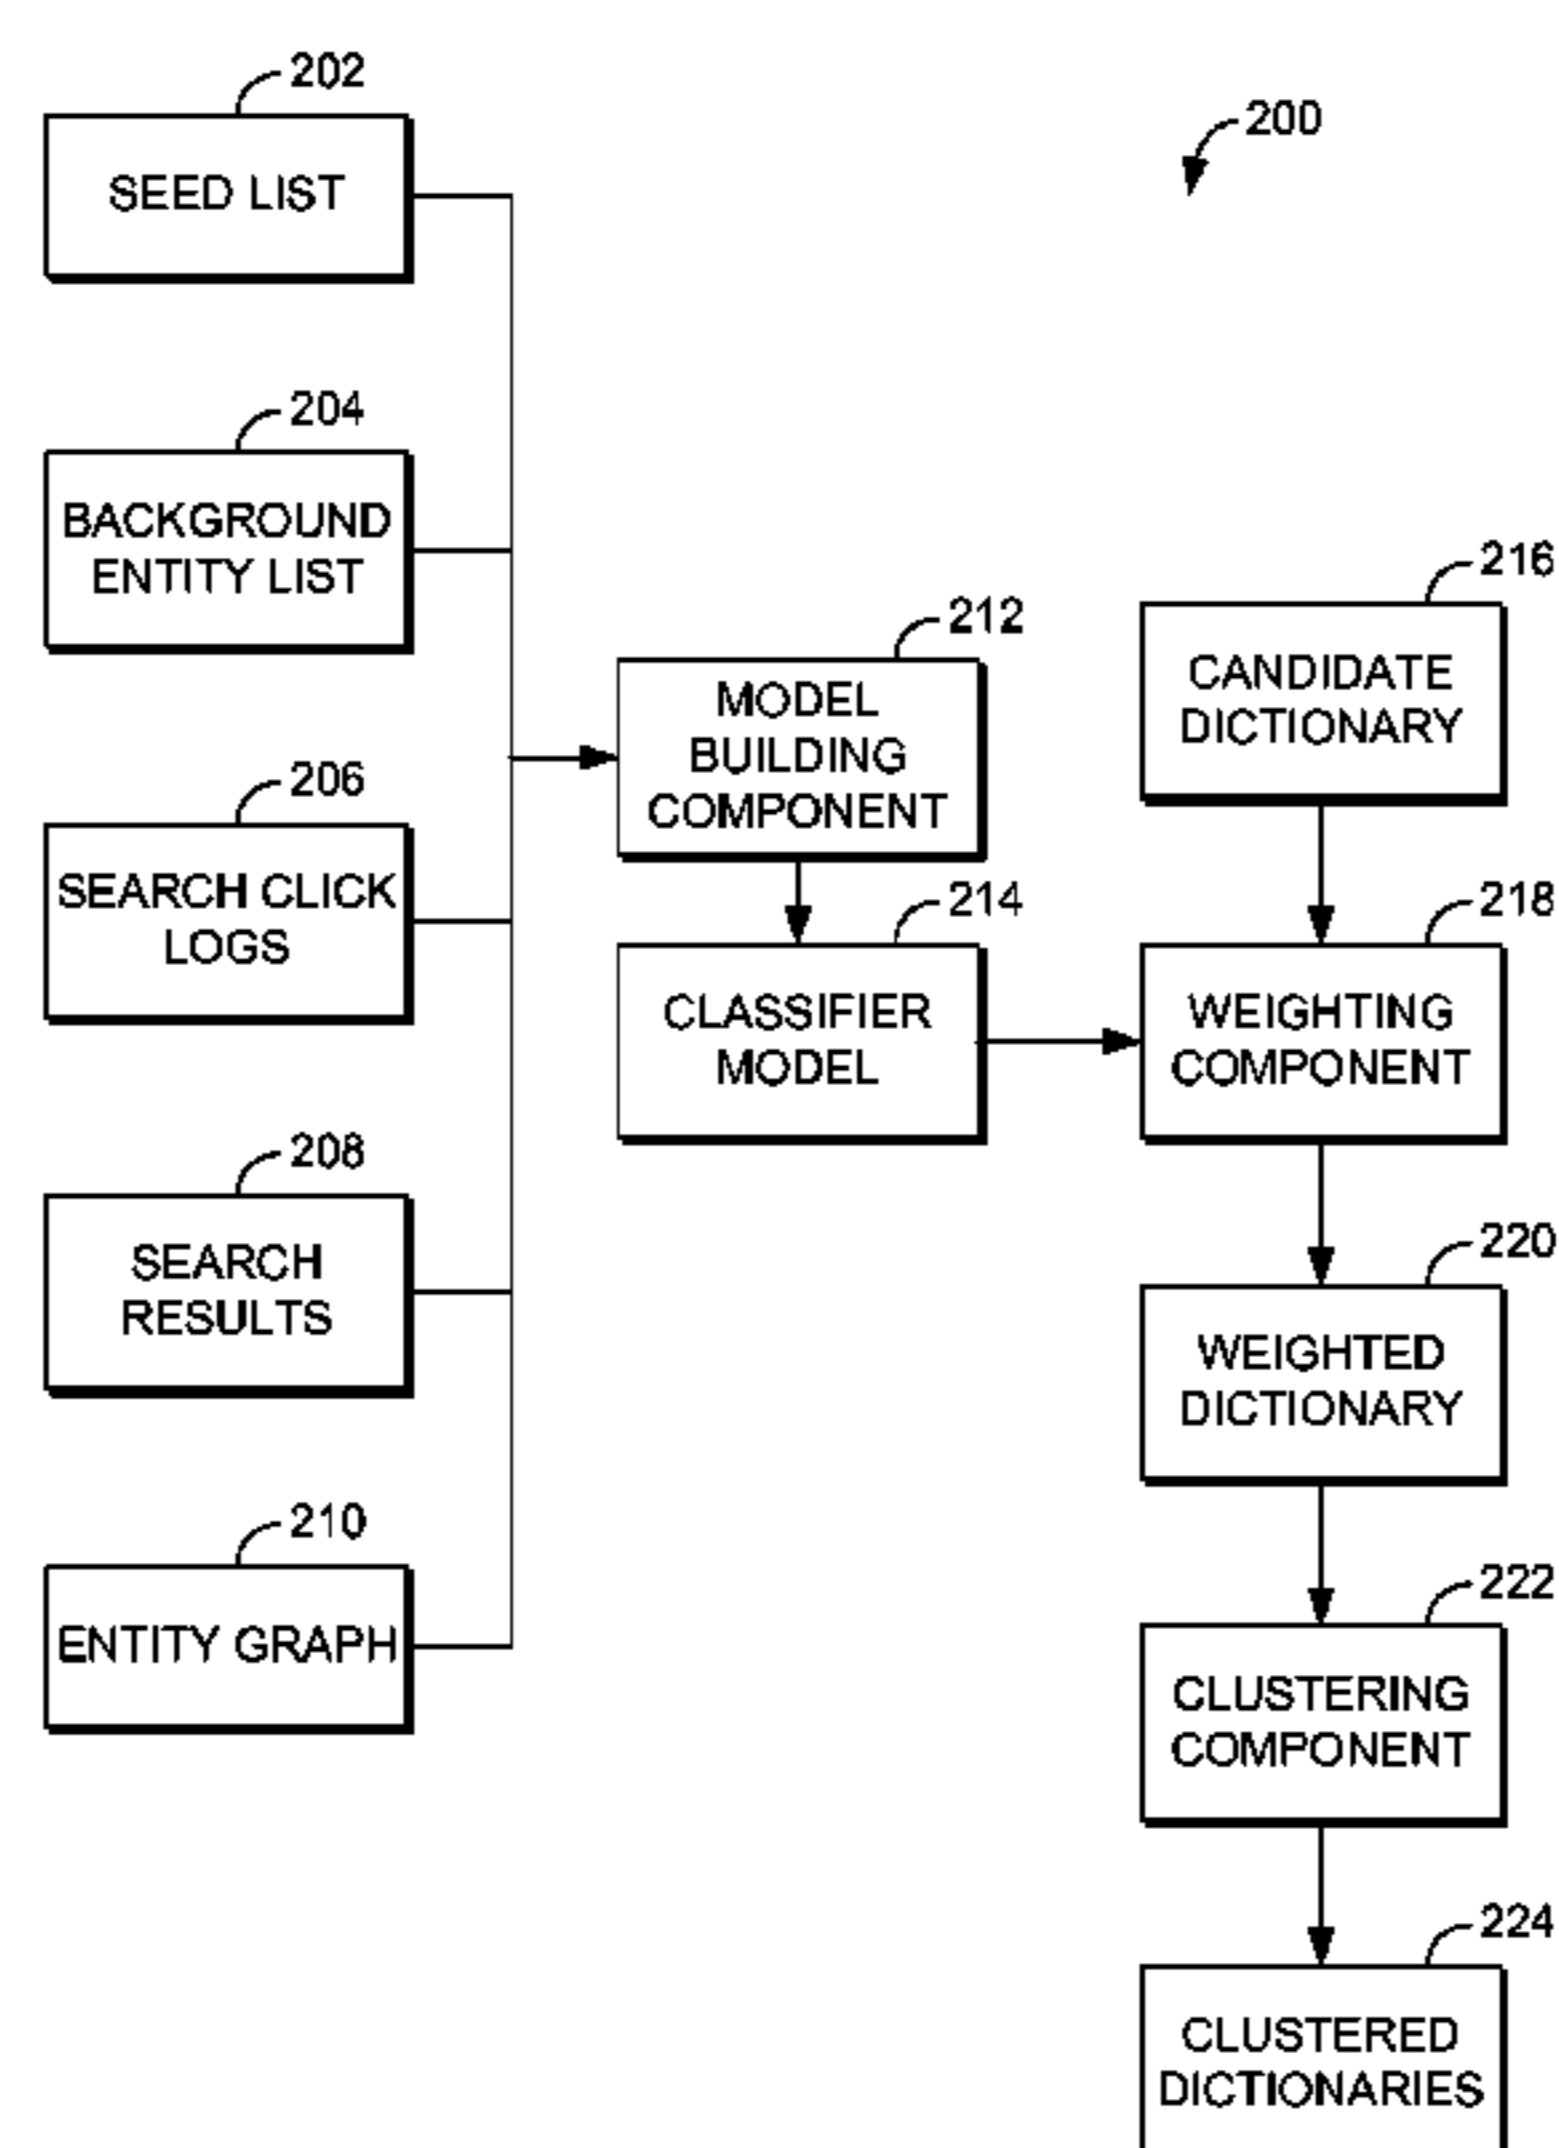 202
SEED LIST
200
204
BACKGROUND
ENTITY LIST
206
SEARCH CLICK
LOGS
208
SEARCH
RESULTS
210
ENTITY GRAPH
212
MODEL
BUILDING
COMPONENT
214
CLASSIFIER
MODEL
216
CANDIDATE
DICTIONARY
218
WEIGHTING
COMPONENT
220
WEIGHTED
DICTIONARY
222
CLUSTERING
COMPONENT
224
CLUSTERED
DICTIONARIES